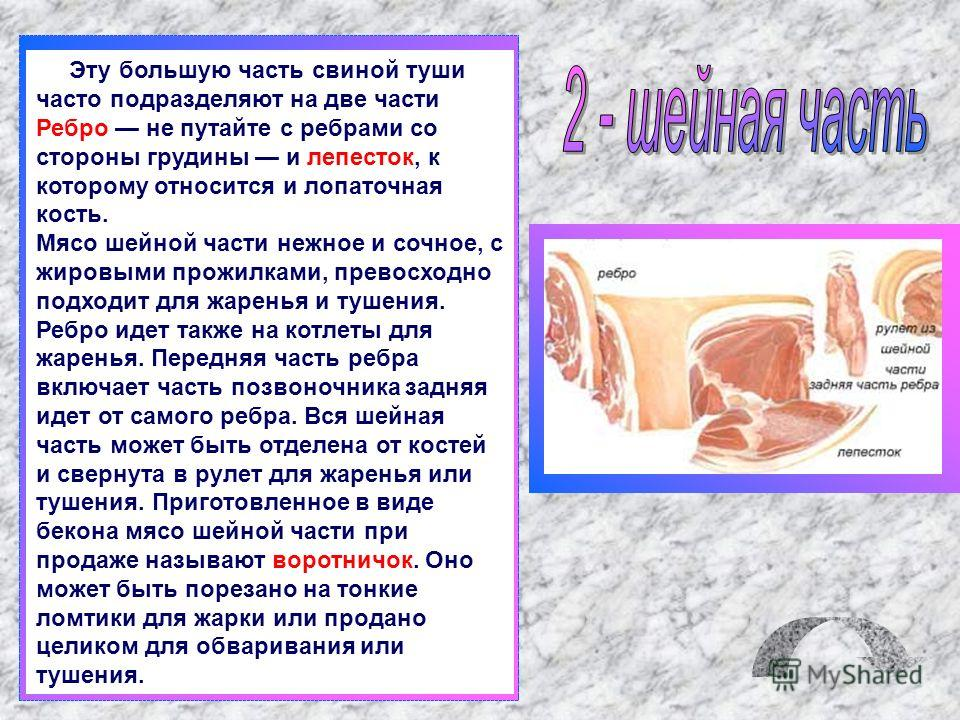 Эту большую часть свиной туши
часто подразделяют на две части
Ребро — не путайте с ребрами со
стороны грудины — и лепесток, к
которому относится и лопаточная
кость.
Мясо шейной части нежное и сочное, с
жировыми прожилками, превосходно
подходит для жаренья и тушения.
Ребро идет также на котлеты для
жаренья. Передняя часть ребра
включает часть позвоночника задняя
идет от самого ребра. Вся шейная
часть может быть отделена от костей
и свернута в рулет для жаренья или
тушения. Приготовленное в виде
бекона мясо шейной части при
продаже называют воротничок. Оно
может быть порезано на тонкие
ломтики для жарки или продано
целиком для обваривания или
тушения.
2 - шейная часть
ребро
рулет из
шейной
части
задняя часть ребра
лепесток
MyShared